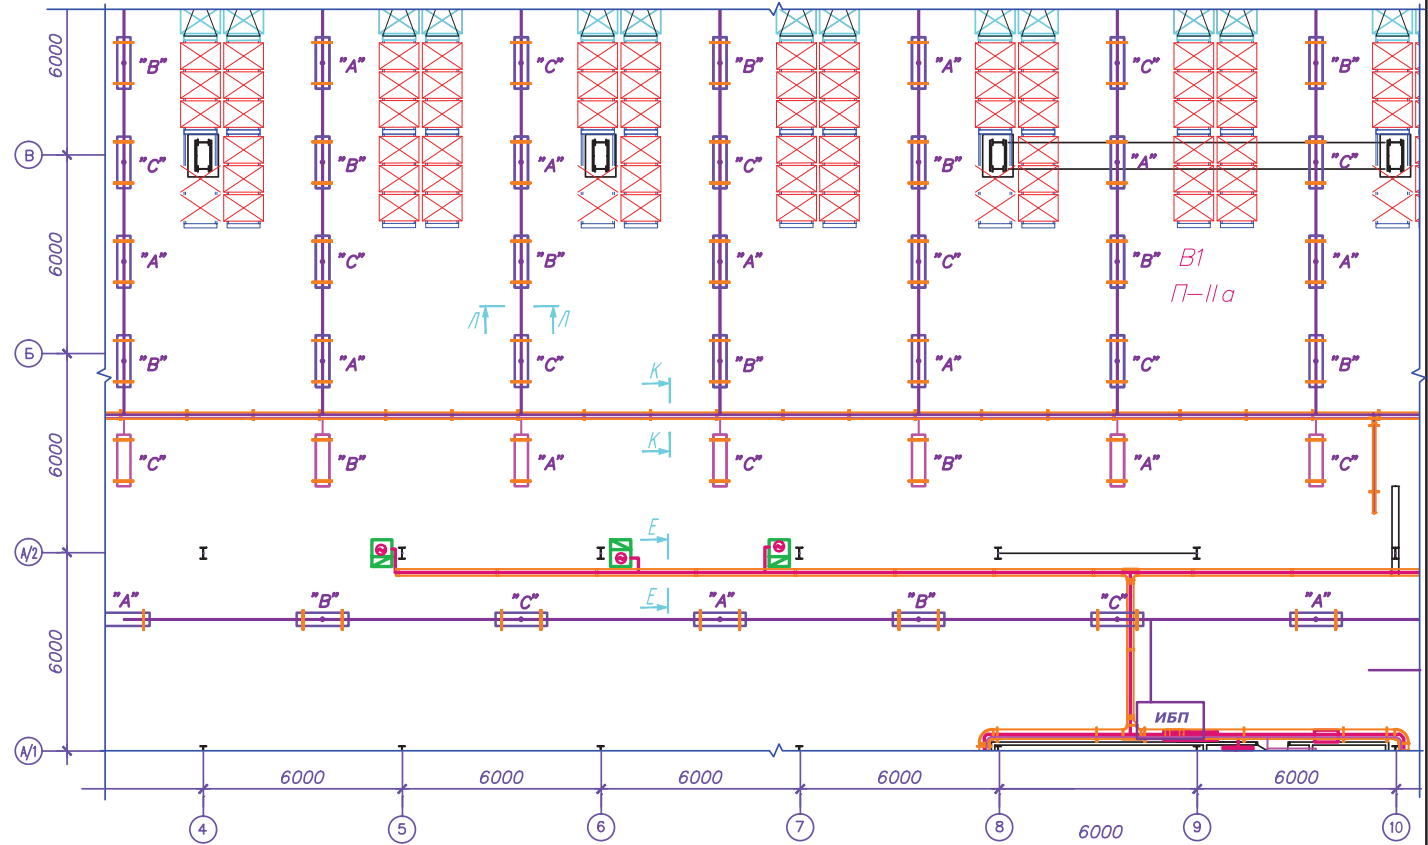 6000
"B" "A" "C" "B" "A" "C" "B"
В
"C" "B" "A" "C" "B" "A" "C"
6000
"A" "C" "B" "A" "C" "B" "A"
В1
П-IIа
Л Л
Б
"B" "A" "C" "B" "A" "C" "B"
К
К
6000
"C" "B" "A" "C" "B" "A" "C"
Е
А/2
Е
"A" "B" "C" "A" "B" "C" "A"
6000
ИБП
А/1
6000 6000 6000 6000 6000
4 5 6 7 8 9 10
6000